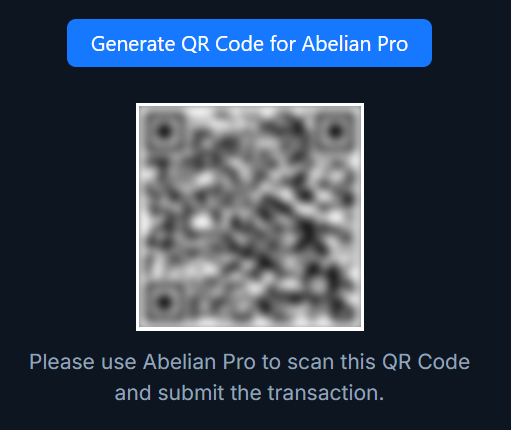 Generate QR Code for Abelian Pro
Please use Abelian Pro to scan this QR Code
and submit the transaction.